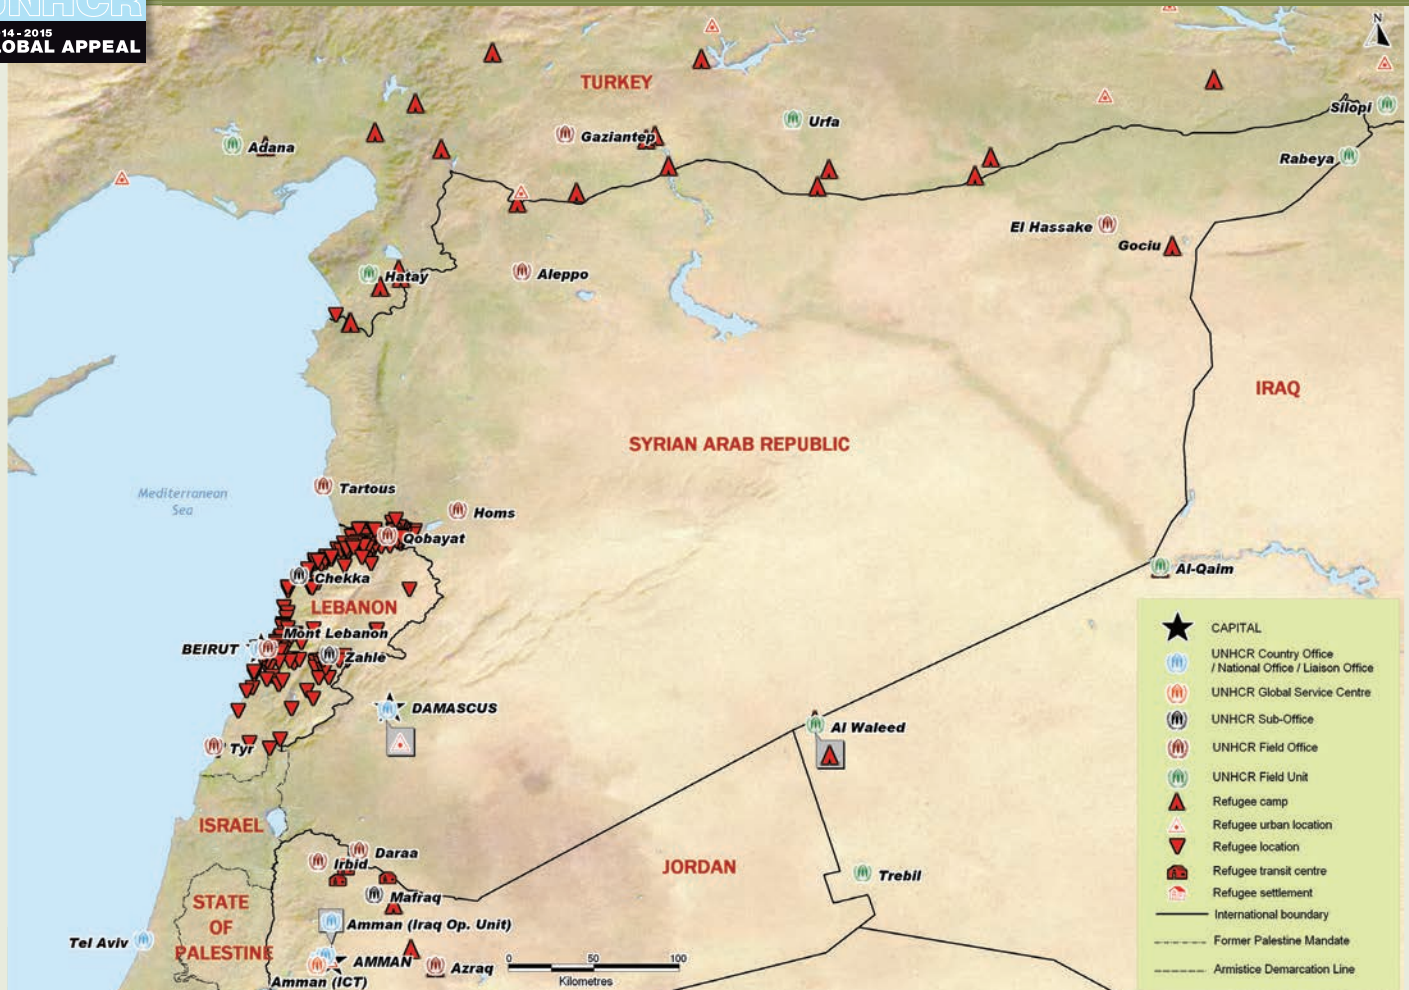 UNHCR
14 - 2015
OBAL APPEAL
N
TURKEY
Silopi
Urfa
Gaziantep
Adana
Rabeya
El Hassake
Gociu
Aleppo
Hatay
IRAQ
SYRIAN ARAB REPUBLIC
Mediterranean
Sea
Tartous
Homs
Qobayat
Al-Qaim
Chekka
LEBANON
Mont Lebanon
BEIRUT
Zahle
DAMASCUS
Al Waleed
Tyr
ISRAEL
Daraa
Irbid
JORDAN
Trebil
Mafraq
STATE
OF
PALESTINE
Amman (Iraq Op. Unit)
Tel Aviv
AMMAN
Azraq
Amman (ICT)
0 50 100
Kilometres
CAPITAL
UNHCR Country Office
/ National Office / Liaison Office
UNHCR Global Service Centre
UNHCR Sub-Office
UNHCR Field Office
UNHCR Field Unit
Refugee camp
Refugee urban location
Refugee location
Refugee transit centre
Refugee settlement
International boundary
Former Palestine Mandate
Armistice Demarcation Line